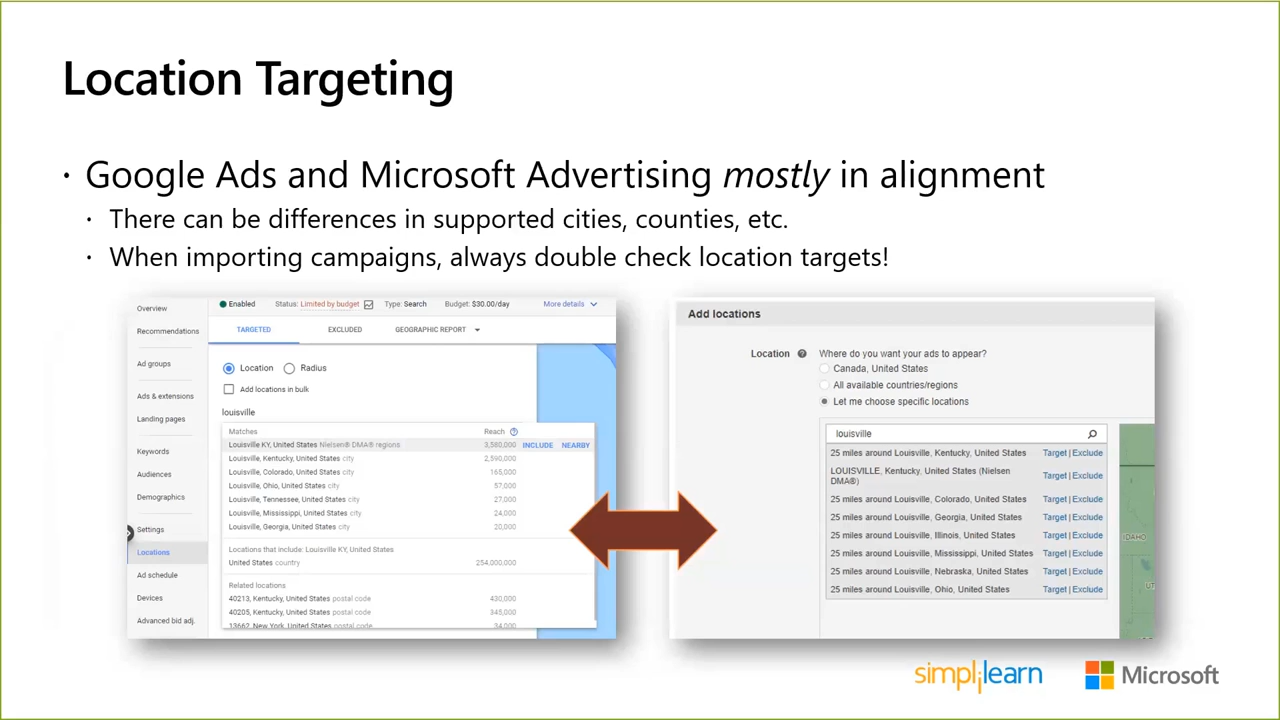 Location Targeting
· Google Ads and Microsoft Advertising mostly in alignment
· There can be differences in supported cities, counties, etc.
· When importing campaigns, always double check location targets!
Overview
Recommendations
Ad groups
Ads & extensions
Landing pages
Keywords
Audiences
Demographics
Settings
Locations
Ad schedule
Devices
Advanced bid adj.
Enabled Status: Limited by budget Type: Search Budget: $30.00/day More details
TARGETED EXCLUDED GEOGRAPHIC REPORT
Location Radius
Add locations in bulk
louisville
Matches Reach
Louisville KY, United States Nielsen® DMA® regions 3,580,000 INCLUDE NEARBY
Louisville, Kentucky, United States city 2,590,000
Louisville, Colorado, United States city 165,000
Louisville, Ohio, United States city 57,000
Louisville, Tennessee, United States city 27,000
Louisville, Mississippi, United States city 24,000
Louisville, Georgia, United States city 20,000
Locations that include: Louisville KY, United States
United States country 254,000,000
Related locations
40213, Kentucky, United States postal code 430,000
40205, Kentucky, United States postal code 345,000
13662, New York, United States postal code 34,000
Add locations
Location Where do you want your ads to appear?
Canada, United States
All available countries/regions
Let me choose specific locations
louisville
25 miles around Louisville, Kentucky, United States Target | Exclude
LOUISVILLE, Kentucky, United States (Nielsen
DMA®) Target | Exclude
25 miles around Louisville, Colorado, United States Target | Exclude
25 miles around Louisville, Georgia, United States Target | Exclude
25 miles around Louisville, Illinois, United States Target | Exclude
25 miles around Louisville, Mississippi, United States Target | Exclude
25 miles around Louisville, Nebraska, United States Target | Exclude
25 miles around Louisville, Ohio, United States Target | Exclude
IDAHO
UT
simplilearn
Microsoft